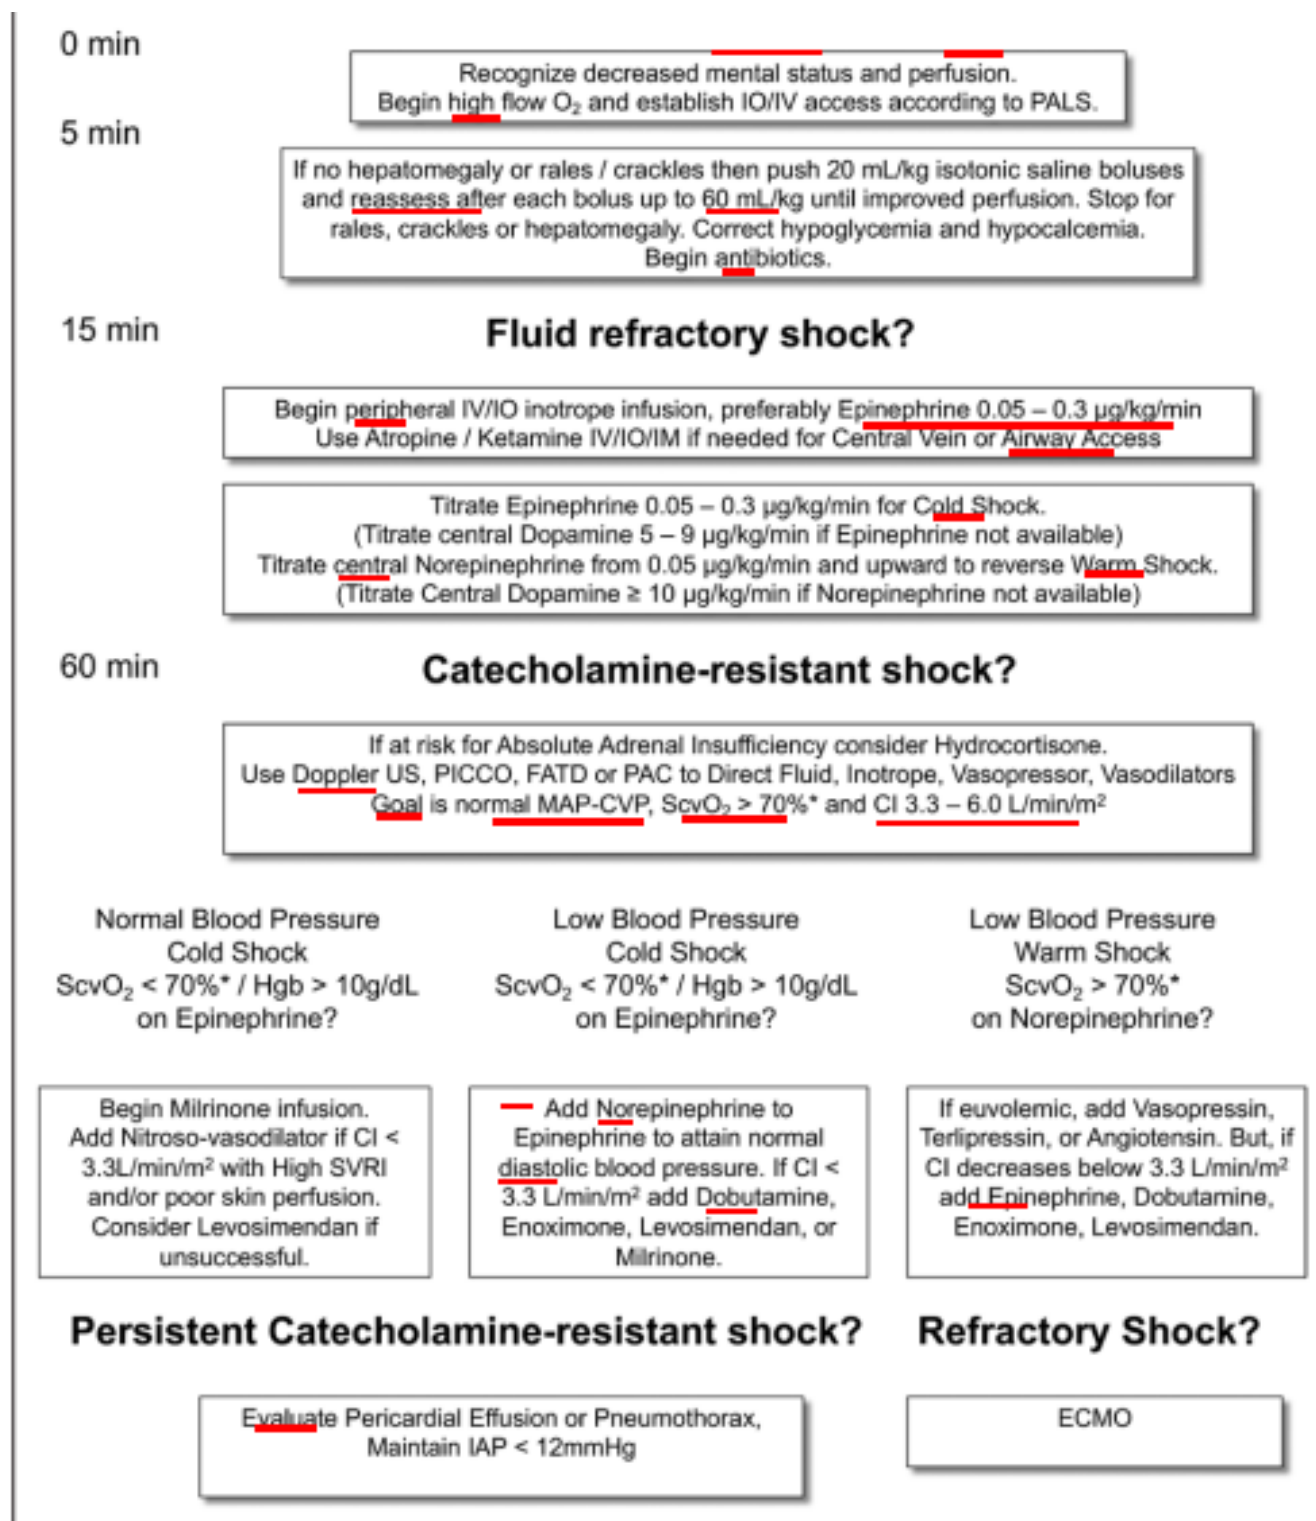 0 min
Recognize decreased mental status and perfusion.
Begin high flow O₂ and establish IO/IV access according to PALS.
5 min
If no hepatomegaly or rales / crackles then push 20 mL/kg isotonic saline boluses
and reassess after each bolus up to 60 mL/kg until improved perfusion. Stop for
rales, crackles or hepatomegaly. Correct hypoglycemia and hypocalcemia.
Begin antibiotics.
15 min
Fluid refractory shock?
Begin peripheral IV/IO inotrope infusion, preferably Epinephrine 0.05 – 0.3 µg/kg/min
Use Atropine / Ketamine IV/IO/IM if needed for Central Vein or Airway Access
Titrate Epinephrine 0.05 – 0.3 µg/kg/min for Cold Shock.
(Titrate central Dopamine 5 – 9 µg/kg/min if Epinephrine not available)
Titrate central Norepinephrine from 0.05 µg/kg/min and upward to reverse Warm Shock.
(Titrate Central Dopamine ≥ 10 µg/kg/min if Norepinephrine not available)
60 min
Catecholamine-resistant shock?
If at risk for Absolute Adrenal Insufficiency consider Hydrocortisone.
Use Doppler US, PICCO, FATD or PAC to Direct Fluid, Inotrope, Vasopressor, Vasodilators
Goal is normal MAP-CVP, ScvO₂ > 70%* and CI 3.3 – 6.0 L/min/m²
Normal Blood Pressure
Cold Shock
ScvO₂ < 70%* / Hgb > 10g/dL
on Epinephrine?
Low Blood Pressure
Cold Shock
ScvO₂ < 70%* / Hgb > 10g/dL
on Epinephrine?
Low Blood Pressure
Warm Shock
ScvO₂ > 70%*
on Norepinephrine?
Begin Milrinone infusion.
Add Nitroso-vasodilator if CI <
3.3L/min/m² with High SVRI
and/or poor skin perfusion.
Consider Levosimendan if
unsuccessful.
Add Norepinephrine to
Epinephrine to attain normal
diastolic blood pressure. If CI <
3.3 L/min/m² add Dobutamine,
Enoximone, Levosimendan, or
Milrinone.
If euvolemic, add Vasopressin,
Terlipressin, or Angiotensin. But, if
CI decreases below 3.3 L/min/m²
add Epinephrine, Dobutamine,
Enoximone, Levosimendan.
Persistent Catecholamine-resistant shock?
Refractory Shock?
Evaluate Pericardial Effusion or Pneumothorax,
Maintain IAP < 12mmHg
ECMO